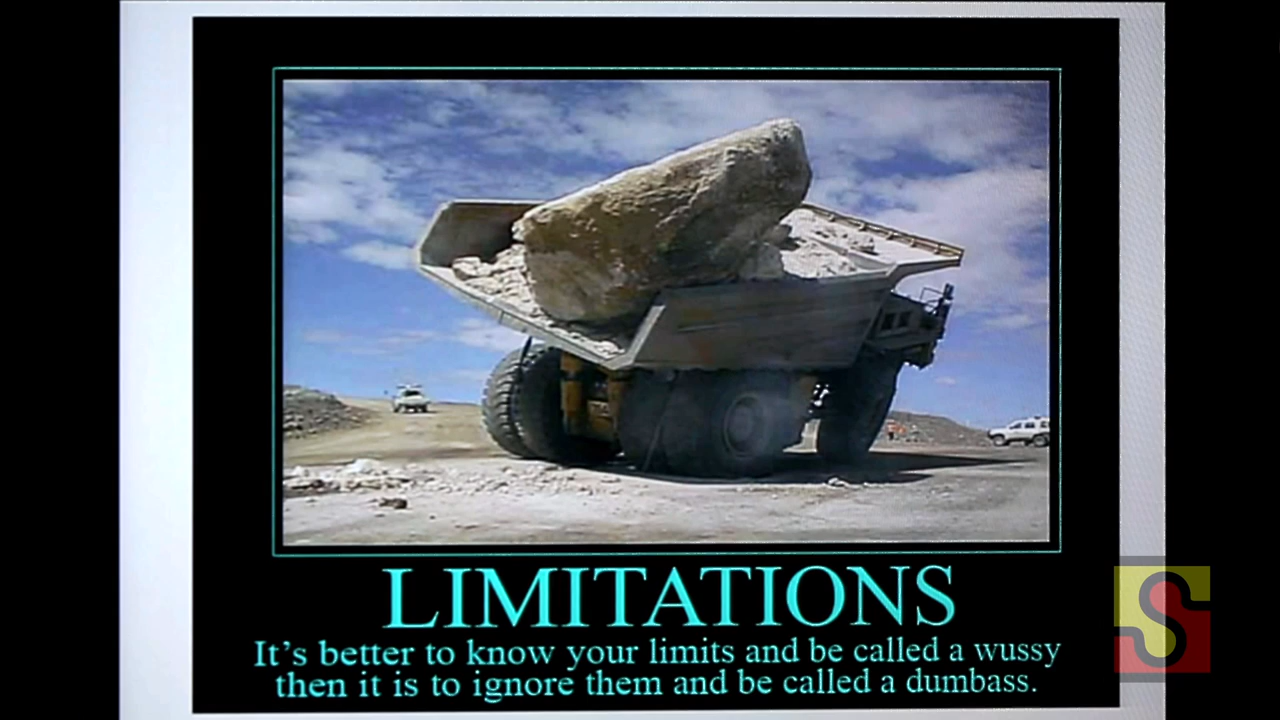 LIMITATIONS
It's better to know your limits and be called a wussy
then it is to ignore them and be called a dumbass.
S